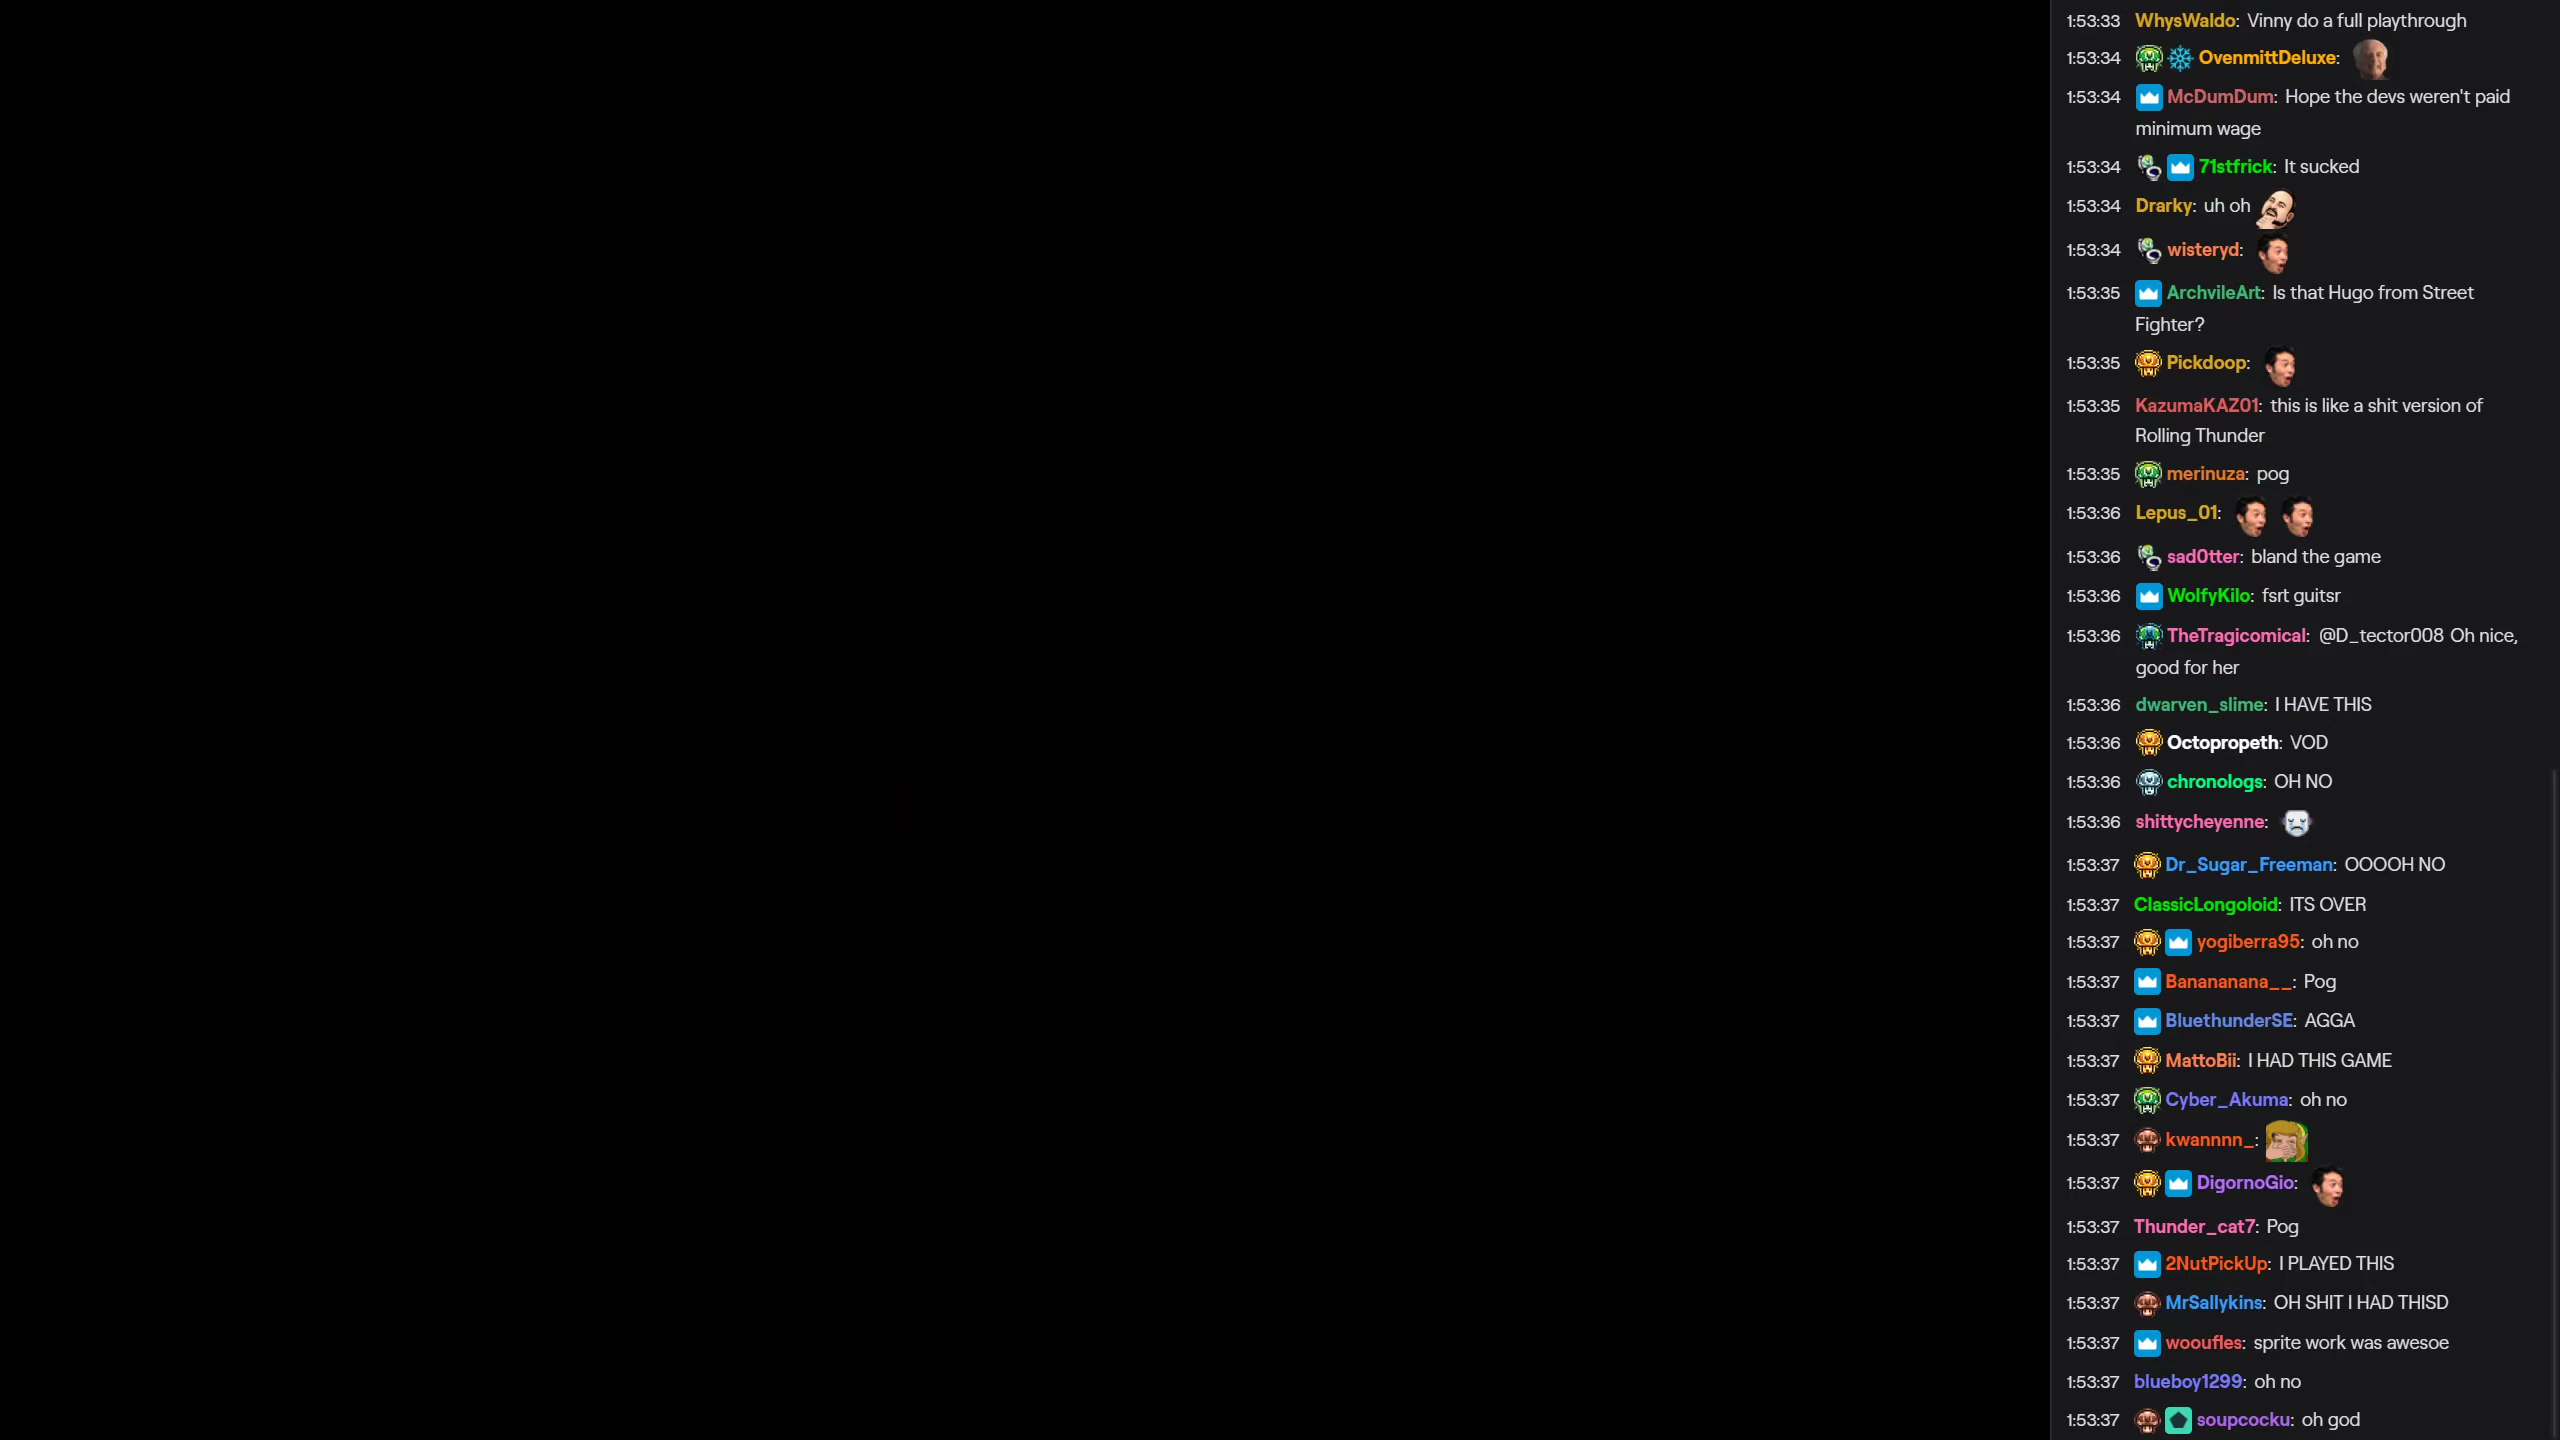 1:53:33 WhysWaldo: Vinny do a full playthrough
1:53:34 OvenmittDeluxe:
1:53:34 McDumDum: Hope the devs weren't paid
minimum wage
1:53:34 71stfrick: It sucked
1:53:34 Drarky: uh oh
1:53:34 wisteryd:
1:53:35 ArchvileArt: Is that Hugo from Street
Fighter?
1:53:35 Pickdoop:
1:53:35 KazumaKAZ01: this is like a shit version of
Rolling Thunder
1:53:35 merinuza: pog
1:53:36 Lepus_01:
1:53:36 sad0tter: bland the game
1:53:36 WolfyKilo: fsrt guitsr
1:53:36 TheTragicomical: @D_tector008 Oh nice,
good for her
1:53:36 dwarven_slime: I HAVE THIS
1:53:36 Octopropeth: VOD
1:53:36 chronologs: OH NO
1:53:36 shittycheyenne:
1:53:37 Dr_Sugar_Freeman: OOOOH NO
1:53:37 ClassicLongoloid: ITS OVER
1:53:37 yogiberra95: oh no
1:53:37 Banananana__: Pog
1:53:37 BluethunderSE: AGGA
1:53:37 MattoBii: I HAD THIS GAME
1:53:37 Cyber_Akuma: oh no
1:53:37 kwannnn_:
1:53:37 DigornoGio:
1:53:37 Thunder_cat7: Pog
1:53:37 2NutPickUp: I PLAYED THIS
1:53:37 MrSallykins: OH SHIT I HAD THISD
1:53:37 wooufles: sprite work was awesoe
1:53:37 blueboy1299: oh no
1:53:37 soupcocku: oh god